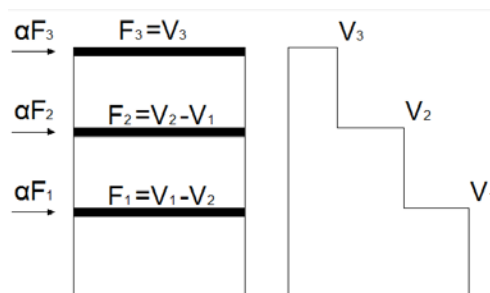 αF₃ F₃=V₃ V₃
αF₂ F₂=V₂-V₁ V₂
αF₁ F₁=V₁-V₂ V